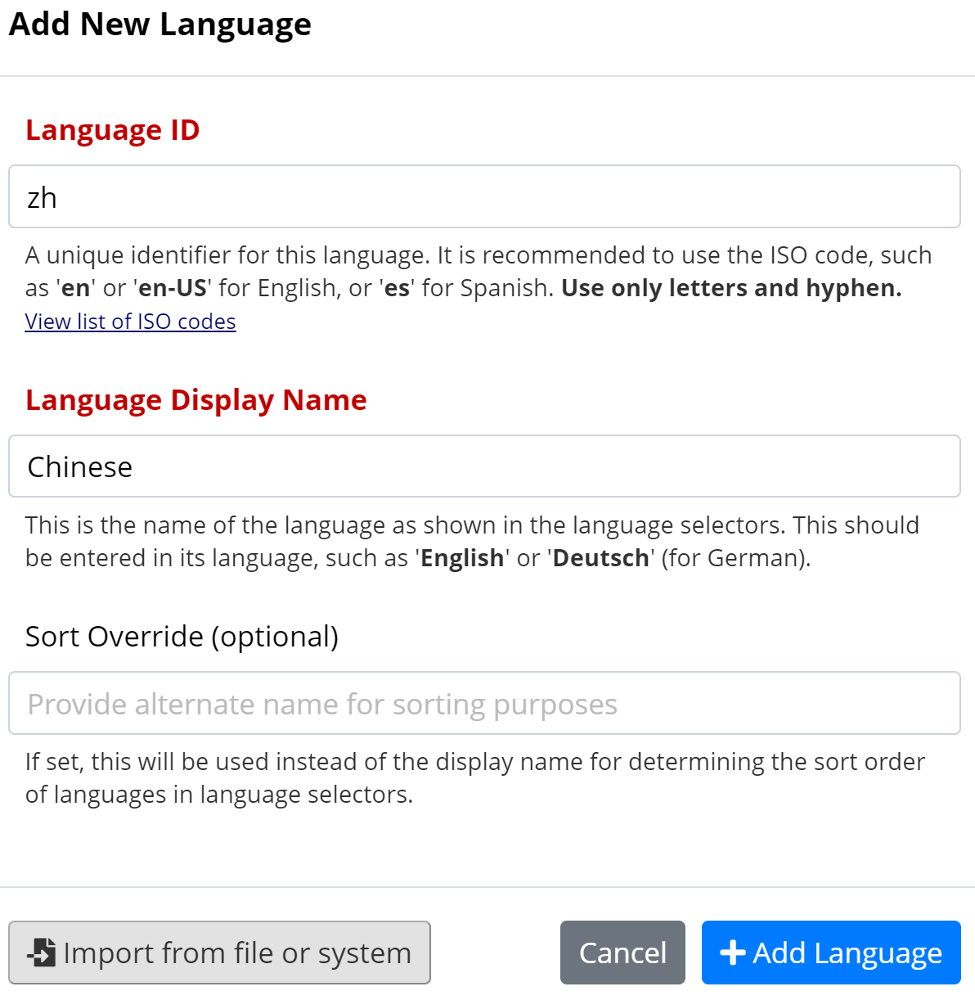 Add New Language
Language ID
zh
A unique identifier for this language. It is recommended to use the ISO code, such
as 'en' or 'en-US' for English, or 'es' for Spanish. Use only letters and hyphen.
View list of ISO codes
Language Display Name
Chinese
This is the name of the language as shown in the language selectors. This should
be entered in its language, such as 'English' or 'Deutsch' (for German).
Sort Override (optional)
Provide alternate name for sorting purposes
If set, this will be used instead of the display name for determining the sort order
of languages in language selectors.
Import from file or system
Cancel
Add Language